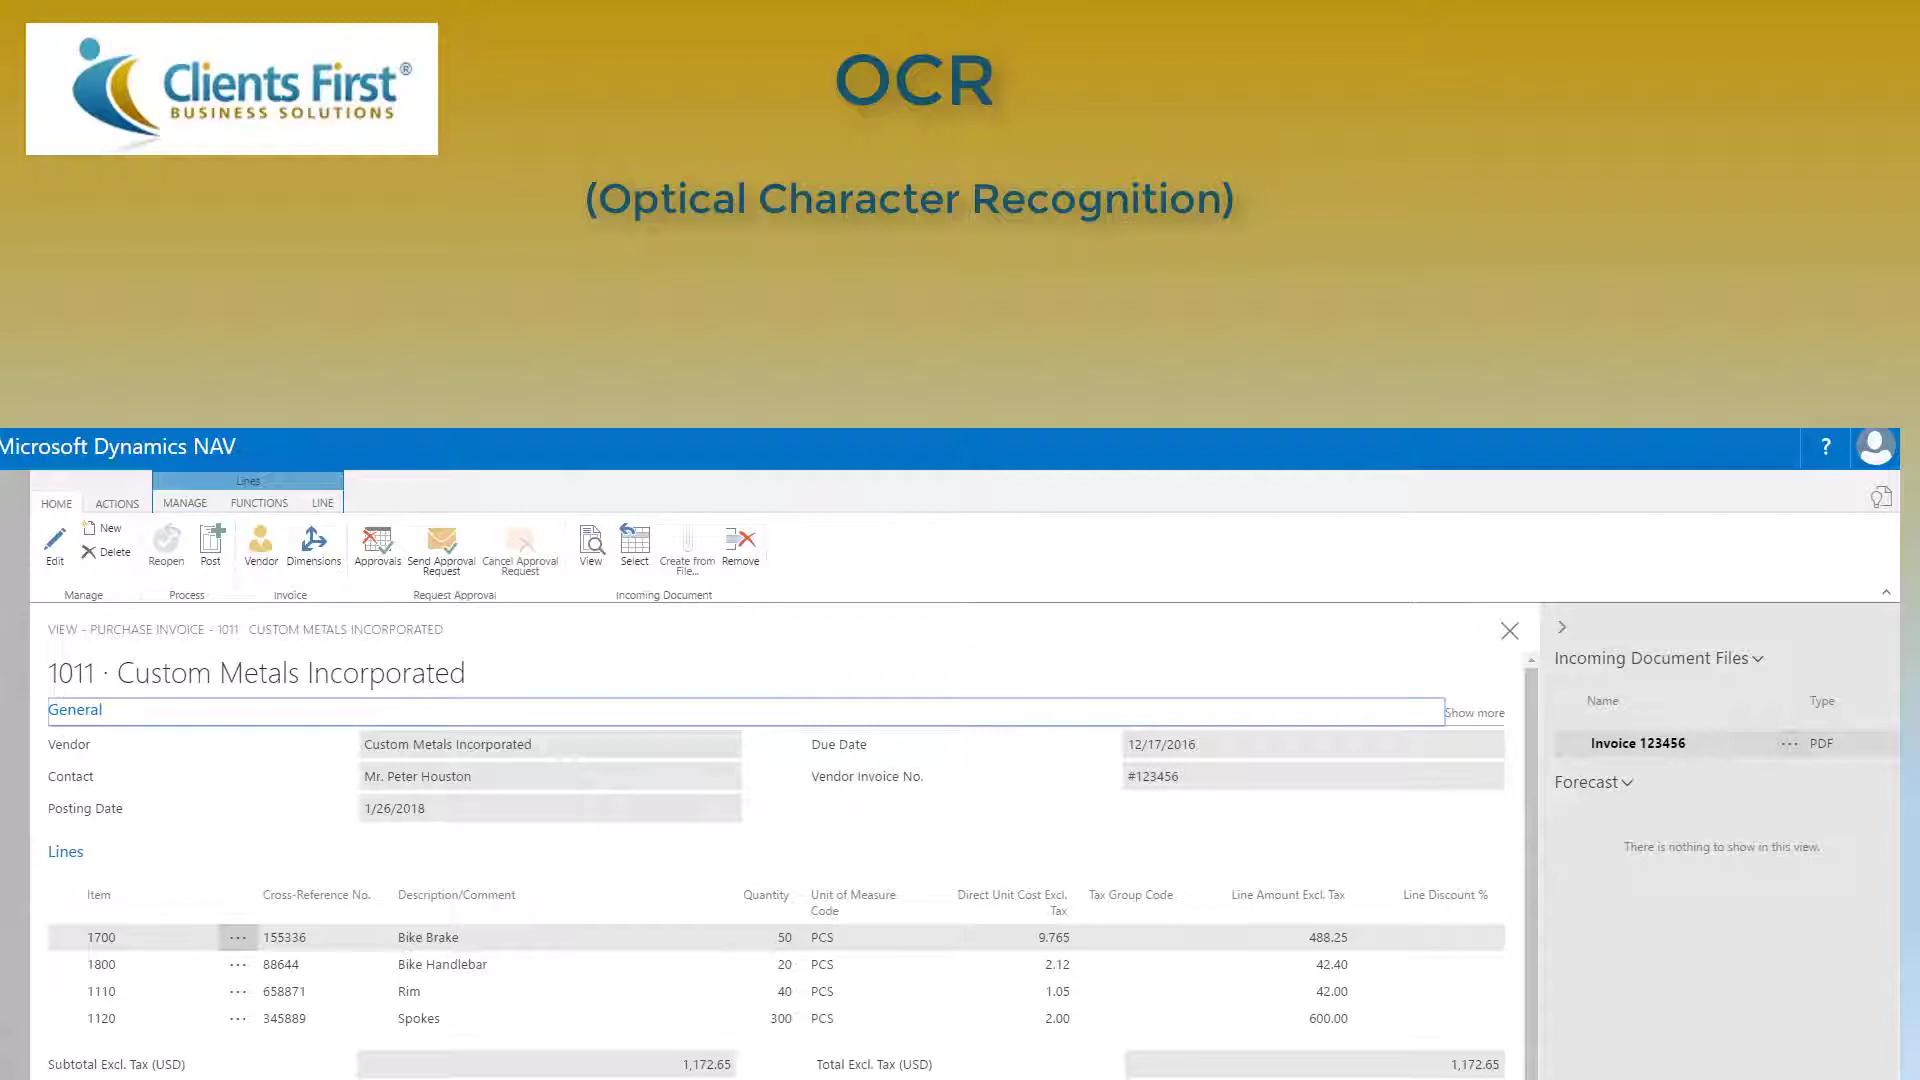 Clients First®
BUSINESS SOLUTIONS
OCR
(Optical Character Recognition)
Microsoft Dynamics NAV
?
Lines
HOME ACTIONS MANAGE FUNCTIONS LINE
Edit New Delete Reopen Post Vendor Dimensions Approvals Send Approval Request Cancel Approval Request View Select Create from File... Remove
Manage Process Invoice Request Approval Incoming Document
VIEW - PURCHASE INVOICE - 1011 CUSTOM METALS INCORPORATED
1011 · Custom Metals Incorporated
General Show more
Vendor Custom Metals Incorporated Due Date 12/17/2016
Contact Mr. Peter Houston Vendor Invoice No. #123456
Posting Date 1/26/2018
Lines
Item Cross-Reference No. Description/Comment Quantity Unit of Measure Code Direct Unit Cost Excl. Tax Tax Group Code Line Amount Excl. Tax Line Discount %
1700 ... 155336 Bike Brake 50 PCS 9.765 488.25
1800 ... 88644 Bike Handlebar 20 PCS 2.12 42.40
1110 ... 658871 Rim 40 PCS 1.05 42.00
1120 ... 345889 Spokes 300 PCS 2.00 600.00
Subtotal Excl. Tax (USD) 1,172.65 Total Excl. Tax (USD) 1,172.65
Incoming Document Files
Name Type
Invoice 123456 ... PDF
Forecast
There is nothing to show in this view.